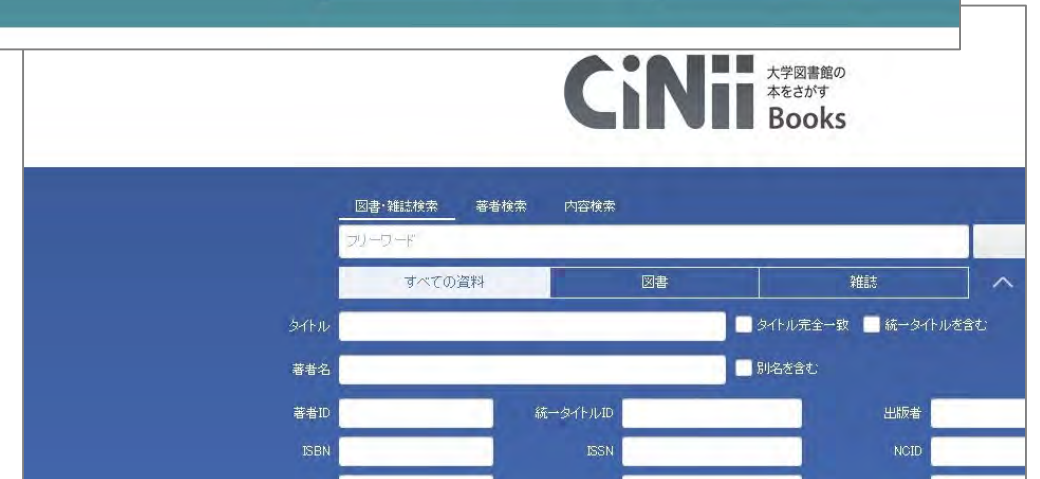 CiNii 大学図書館の
本をさがす
Books
図書・雑誌検索 著者検索 内容検索
フリーワード
すべての資料 図書 雑誌
タイトル タイトル完全一致 統一タイトルを含む
著者名 別名を含む
著者ID 統一タイトルID 出版者
ISBN ISSN NCID